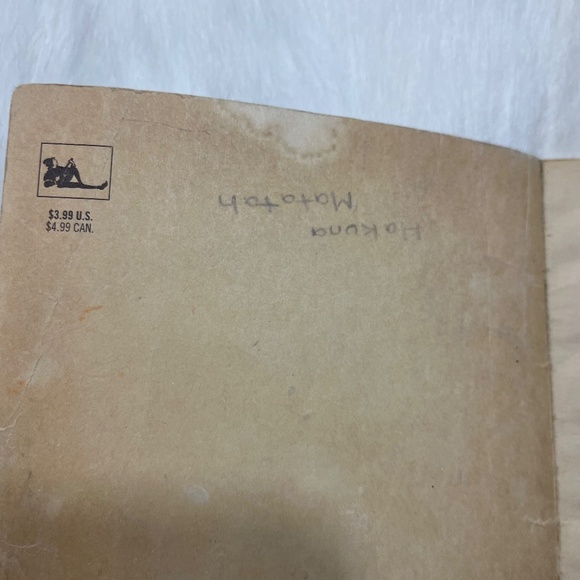 $3.99 U.S.
$4.99 CAN.
Hakuna
Matatah